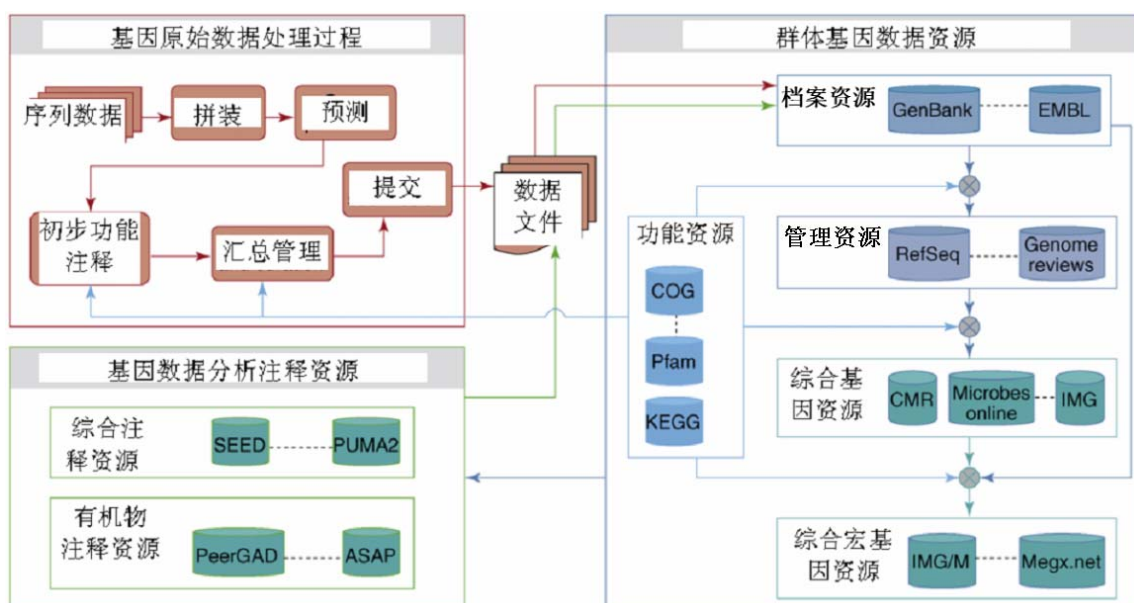 基因原始数据处理过程
序列数据
拼装
预测
提交
初步功能
注释
汇总管理
数据
文件
基因数据分析注释资源
综合注
释资源
SEED
PUMA2
有机物
注释资源
PeerGAD
ASAP
群体基因数据资源
档案资源
GenBank
EMBL
功能资源
COG
Pfam
KEGG
管理资源
RefSeq
Genome
reviews
综合基
因资源
CMR
Microbes
online
IMG
综合宏基
因资源
IMG/M
Megx.net